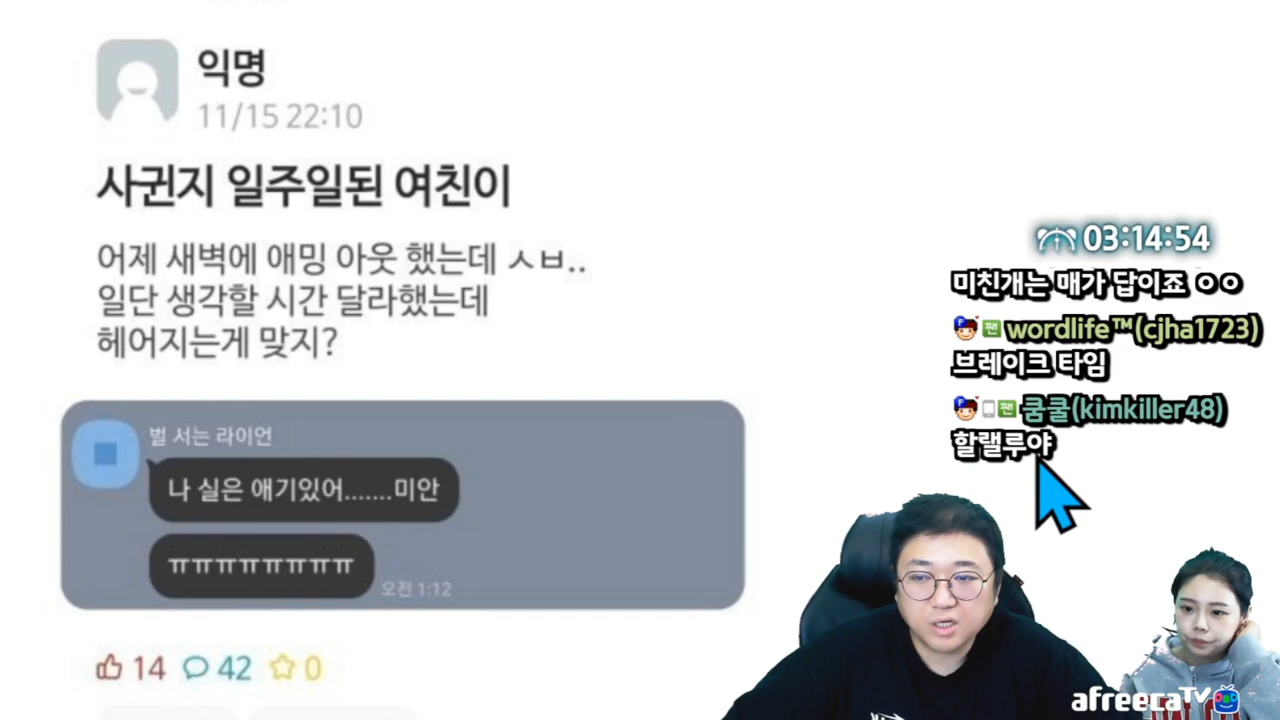 익명
11/15 22:10
사귄지 일주일된 여친이
어제 새벽에 애밍 아웃 했는데 ㅅㅂ..
일단 생각할 시간 달라했는데
헤어지는게 맞지?
벌 서는 라이언
나 실은 애기있어.......미안
ㅠㅠㅠㅠㅠㅠㅠㅠ
오전 1:12
14 42 0
03:14:54
미친개는 매가 답이죠 ㅇㅇ
팬 wordlife™(cjha1723)
브레이크 타임
팬 쿰쿨(kimkiller48)
할랠루야
afreecaTV